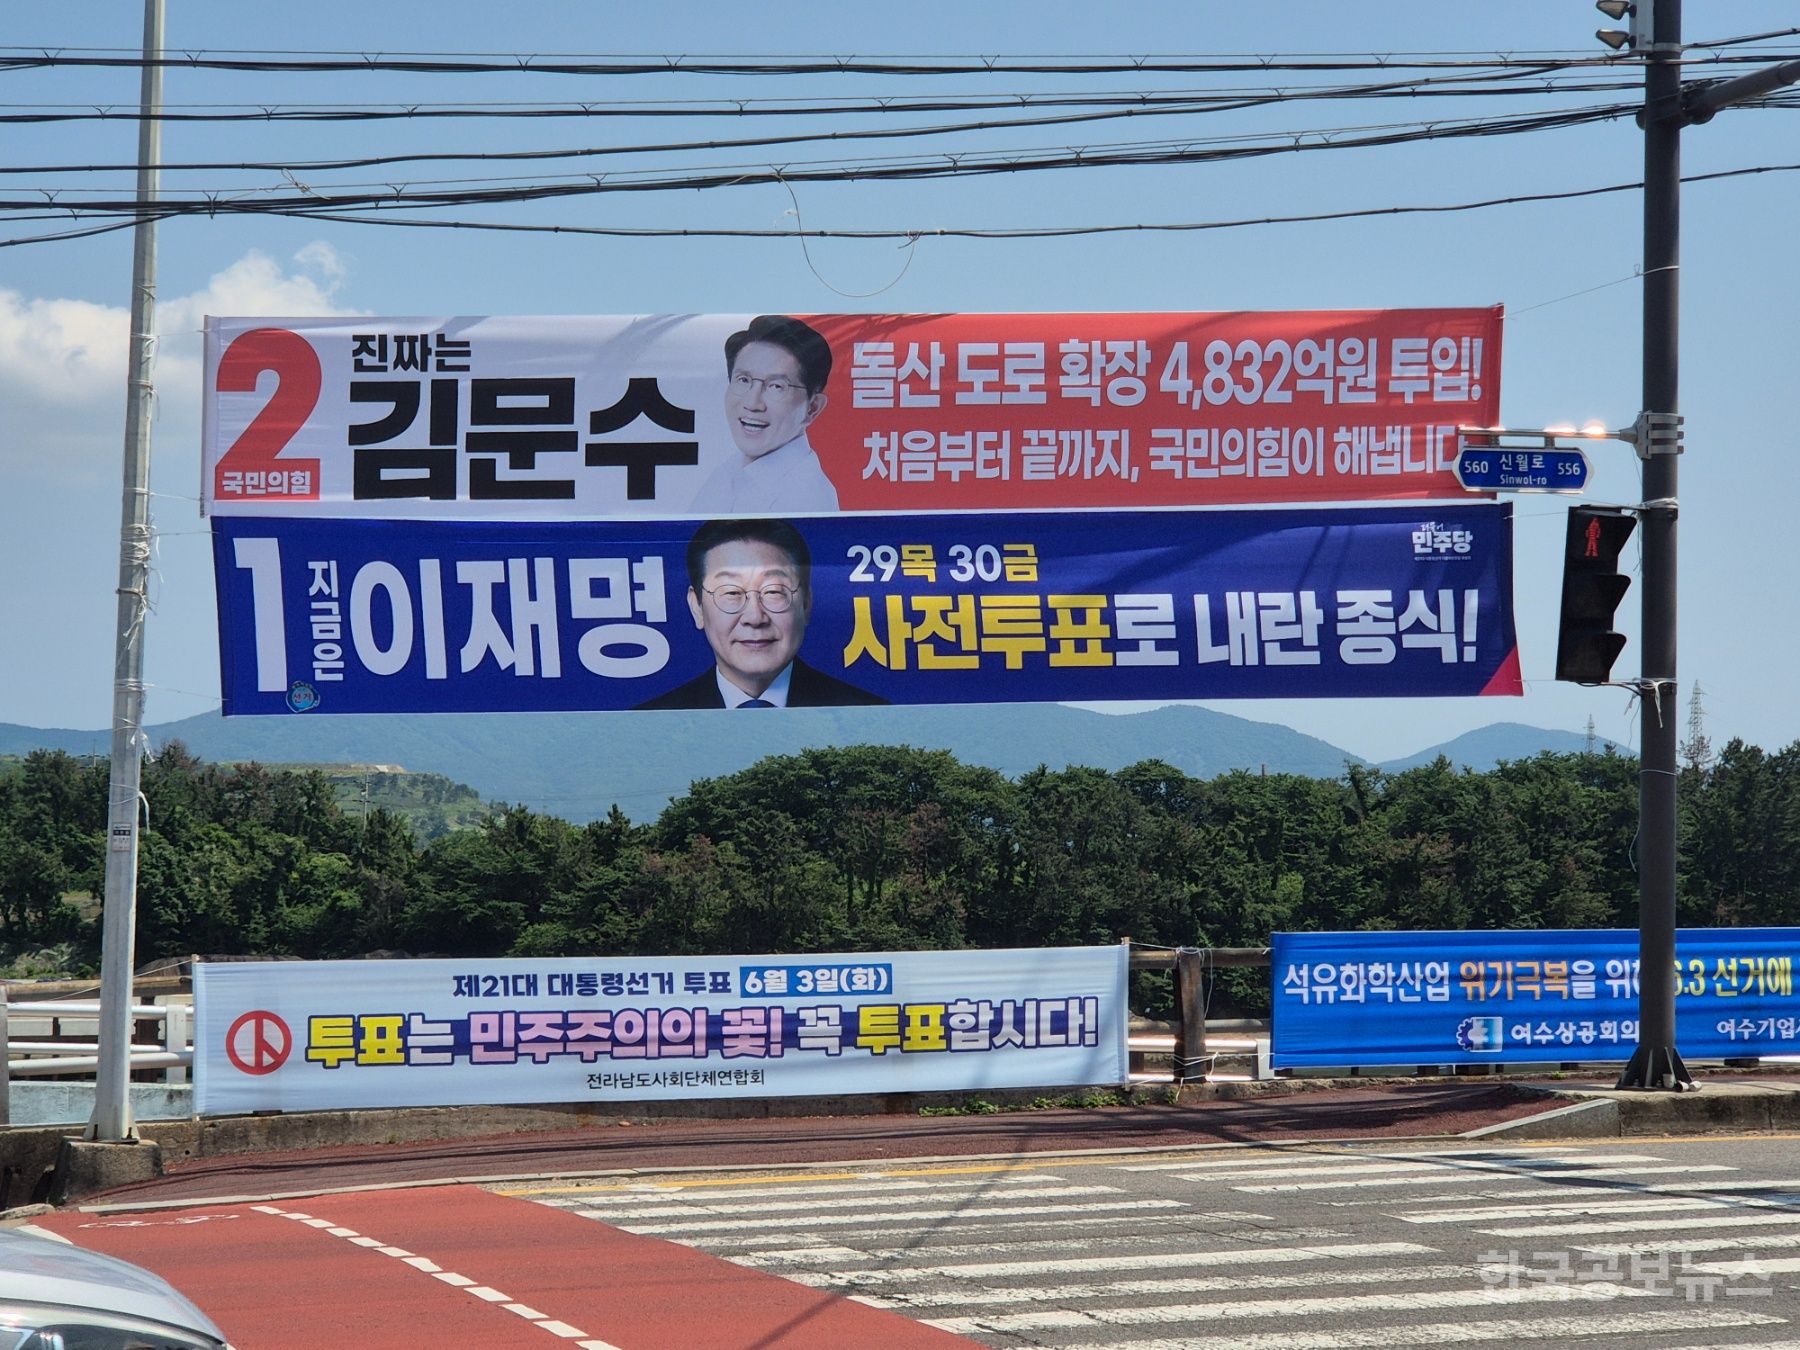 2
국민의힘
진짜는
김문수
돌산 도로 확장 4,832억원 투입!
처음부터 끝까지, 국민의힘이 해냅니다
560 신월로 556
Sinwol-ro
1
지금은
이재명
선거
29목 30금
사전투표로 내란 종식!
더불어
민주당
제21대 대통령선거 투표 6월 3일(화)
투표는 민주주의의 꽃! 꼭 투표합시다!
전라남도사회단체연합회
석유화학산업 위기극복을 위해 6.3 선거에
여수상공회의 여수기업
한국공보뉴스